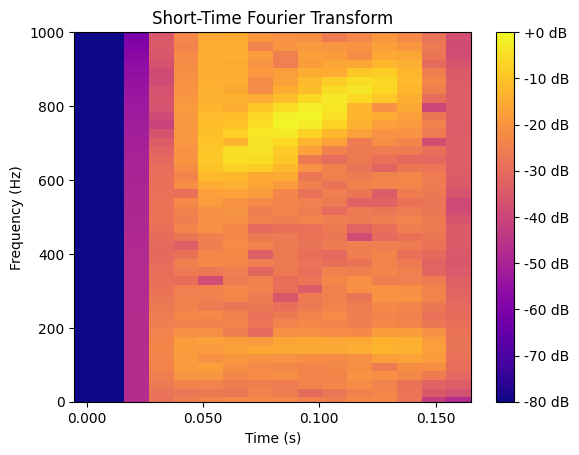 Short-Time Fourier Transform
1000
800
600
400
200
0
Frequency (Hz)
0.000
0.050
0.100
0.150
Time (s)
+0 dB
-10 dB
-20 dB
-30 dB
-40 dB
-50 dB
-60 dB
-70 dB
-80 dB